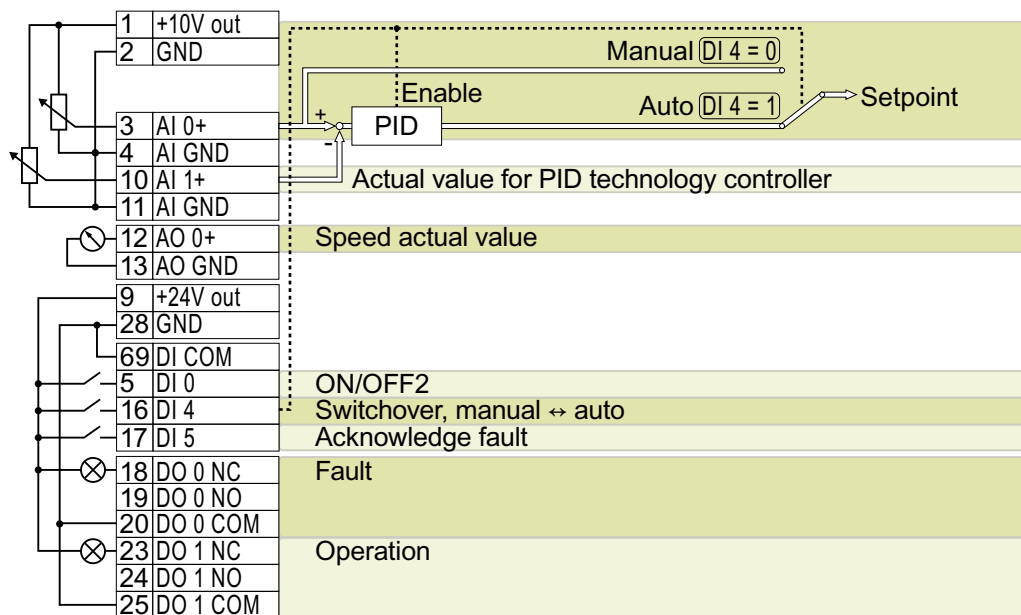 1 +10V out
2 GND
Manual DI 4 = 0
Enable
Auto DI 4 = 1
Setpoint
3 AI 0+
+
PID
-
4 AI GND
10 AI 1+ Actual value for PID technology controller
11 AI GND
12 AO 0+ Speed actual value
13 AO GND
9 +24V out
28 GND
69 DI COM
5 DI 0 ON/OFF2
16 DI 4 Switchover, manual ↔ auto
17 DI 5 Acknowledge fault
18 DO 0 NC Fault
19 DO 0 NO
20 DO 0 COM
23 DO 1 NC Operation
24 DO 1 NO
25 DO 1 COM